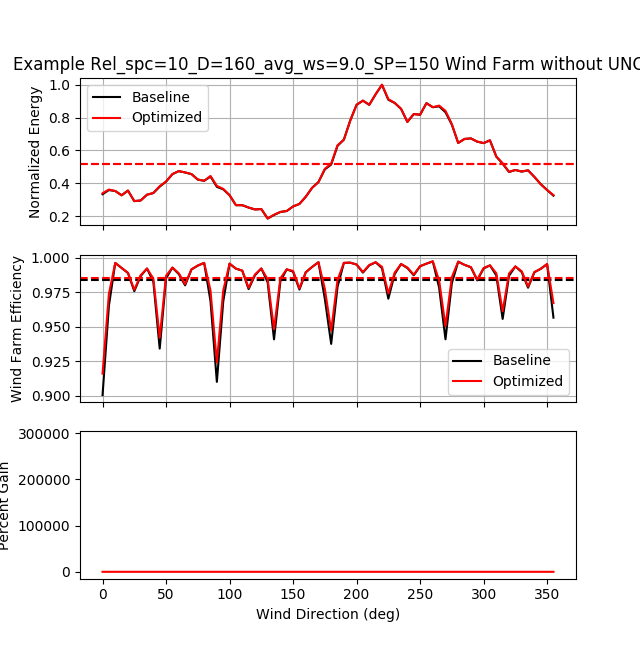 Example Rel_spc=10_D=160_avg_ws=9.0_SP=150 Wind Farm without UNC
Normalized Energy
1.0
0.8
0.6
0.4
0.2
Baseline
Optimized
Wind Farm Efficiency
1.000
0.975
0.950
0.925
0.900
Baseline
Optimized
Percent Gain
300000
200000
100000
0
0 50 100 150 200 250 300 350
Wind Direction (deg)